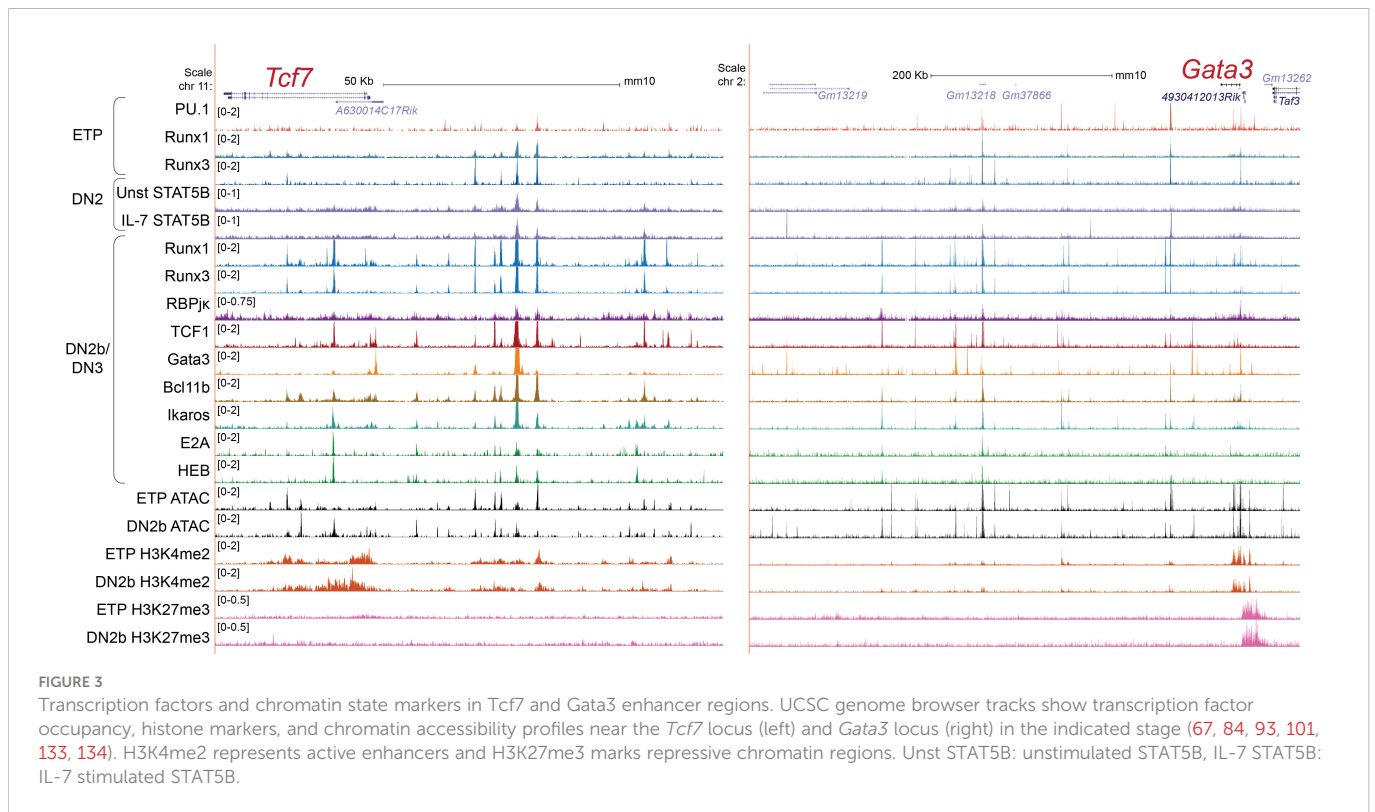 Scale
chr 11:
Tcf7
50 Kb
mm10
A630014C17Rik
Scale
chr 2:
200 Kb
mm10
Gata3
Gm13262
Gm13219
Gm13218
Gm37866
4930412013Rik
Taf3
ETP
PU.1 [0-2]
Runx1 [0-2]
Runx3 [0-2]
DN2
Unst STAT5B [0-1]
IL-7 STAT5B [0-1]
DN2b/
DN3
Runx1 [0-2]
Runx3 [0-2]
RBPjκ [0-0.75]
TCF1 [0-2]
Gata3 [0-2]
Bcl11b [0-2]
Ikaros [0-2]
E2A [0-2]
HEB [0-2]
ETP ATAC [0-2]
DN2b ATAC [0-2]
ETP H3K4me2 [0-2]
DN2b H3K4me2 [0-2]
ETP H3K27me3 [0-0.5]
DN2b H3K27me3 [0-0.5]
FIGURE 3
Transcription factors and chromatin state markers in Tcf7 and Gata3 enhancer regions. UCSC genome browser tracks show transcription factor
occupancy, histone markers, and chromatin accessibility profiles near the Tcf7 locus (left) and Gata3 locus (right) in the indicated stage (67, 84, 93, 101,
133, 134). H3K4me2 represents active enhancers and H3K27me3 marks repressive chromatin regions. Unst STAT5B: unstimulated STAT5B, IL-7 STAT5B:
IL-7 stimulated STAT5B.